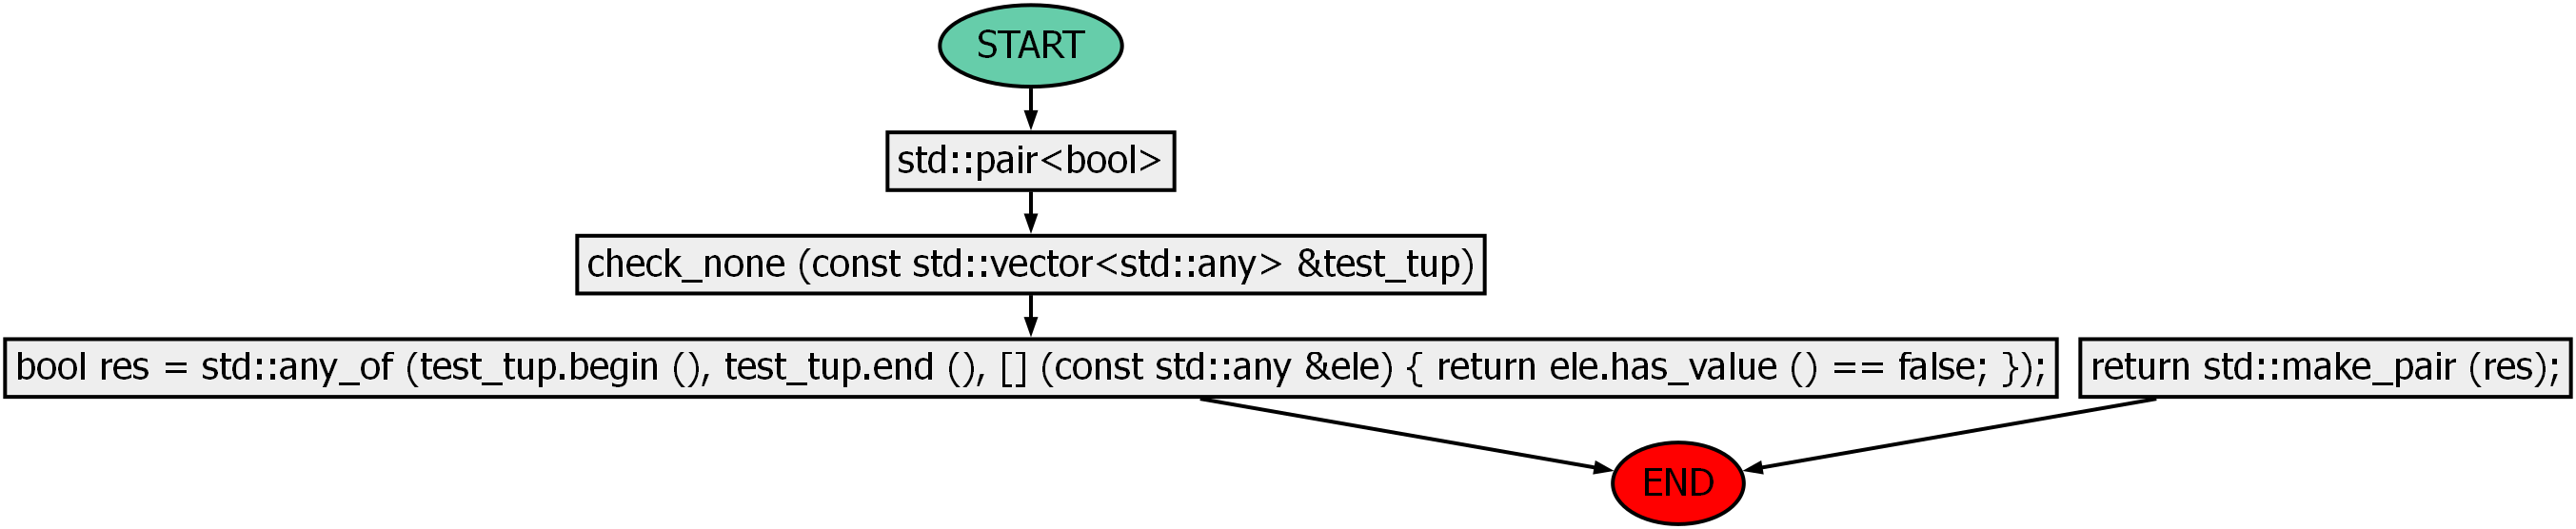 START
std::pair<bool>
check_none (const std::vector<std::any> &test_tup)
bool res = std::any_of (test_tup.begin (), test_tup.end (), [] (const std::any &ele) { return ele.has_value () == false; });
return std::make_pair (res);
END